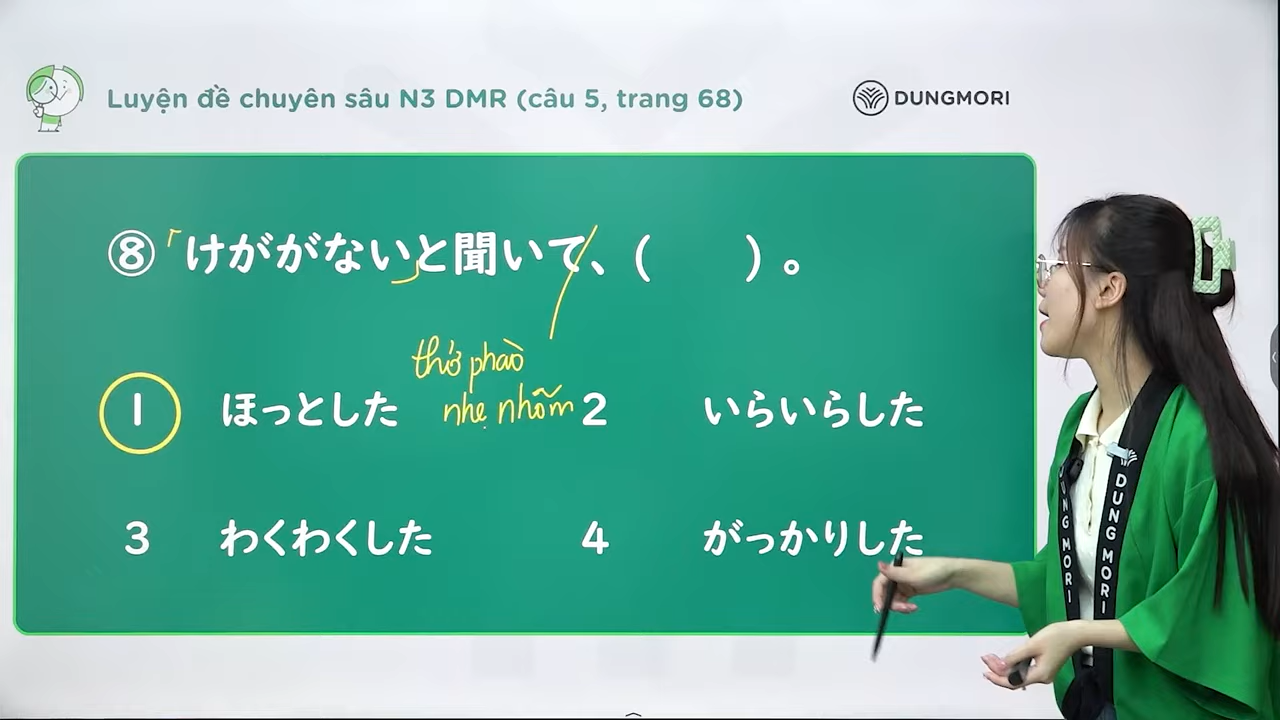 Luyện đề chuyên sâu N3 DMR (câu 5, trang 68)
DUNGMORI
⑧「けががない」と聞いて、( )。
thở phào
nhẹ nhõm
1 ほっとした 2 いらいらした
3 わくわくした 4 がっかりした
DUNG MORI
DUNG MORI